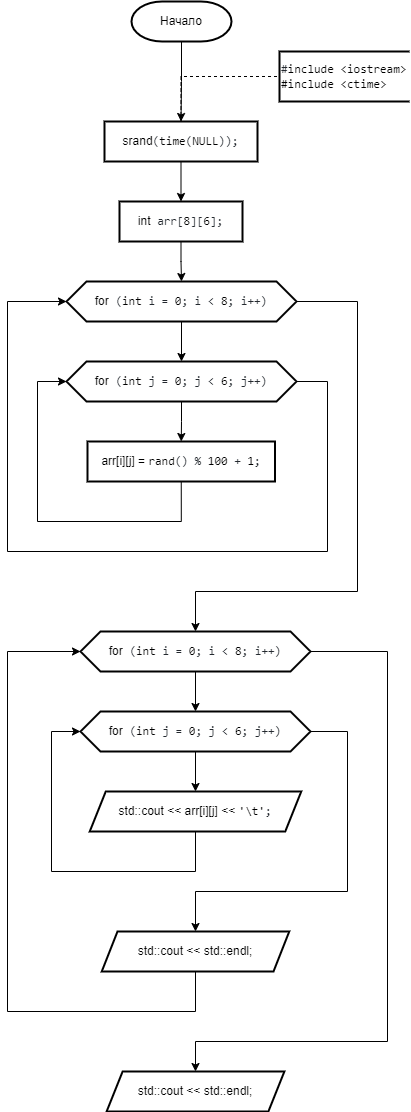 Начало
#include <iostream>
#include <ctime>
srand(time(NULL));
int arr[8][6];
for (int i = 0; i < 8; i++)
for (int j = 0; j < 6; j++)
arr[i][j] = rand() % 100 + 1;
for (int i = 0; i < 8; i++)
for (int j = 0; j < 6; j++)
std::cout << arr[i][j] << '\t';
std::cout << std::endl;
std::cout << std::endl;